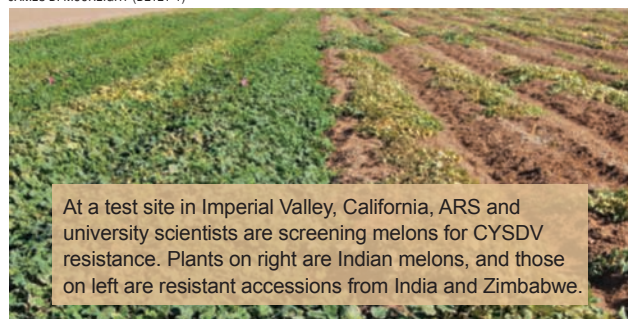 At a test site in Imperial Valley, California, ARS and
university scientists are screening melons for CYSDV
resistance. Plants on right are Indian melons, and those
on left are resistant accessions from India and Zimbabwe.